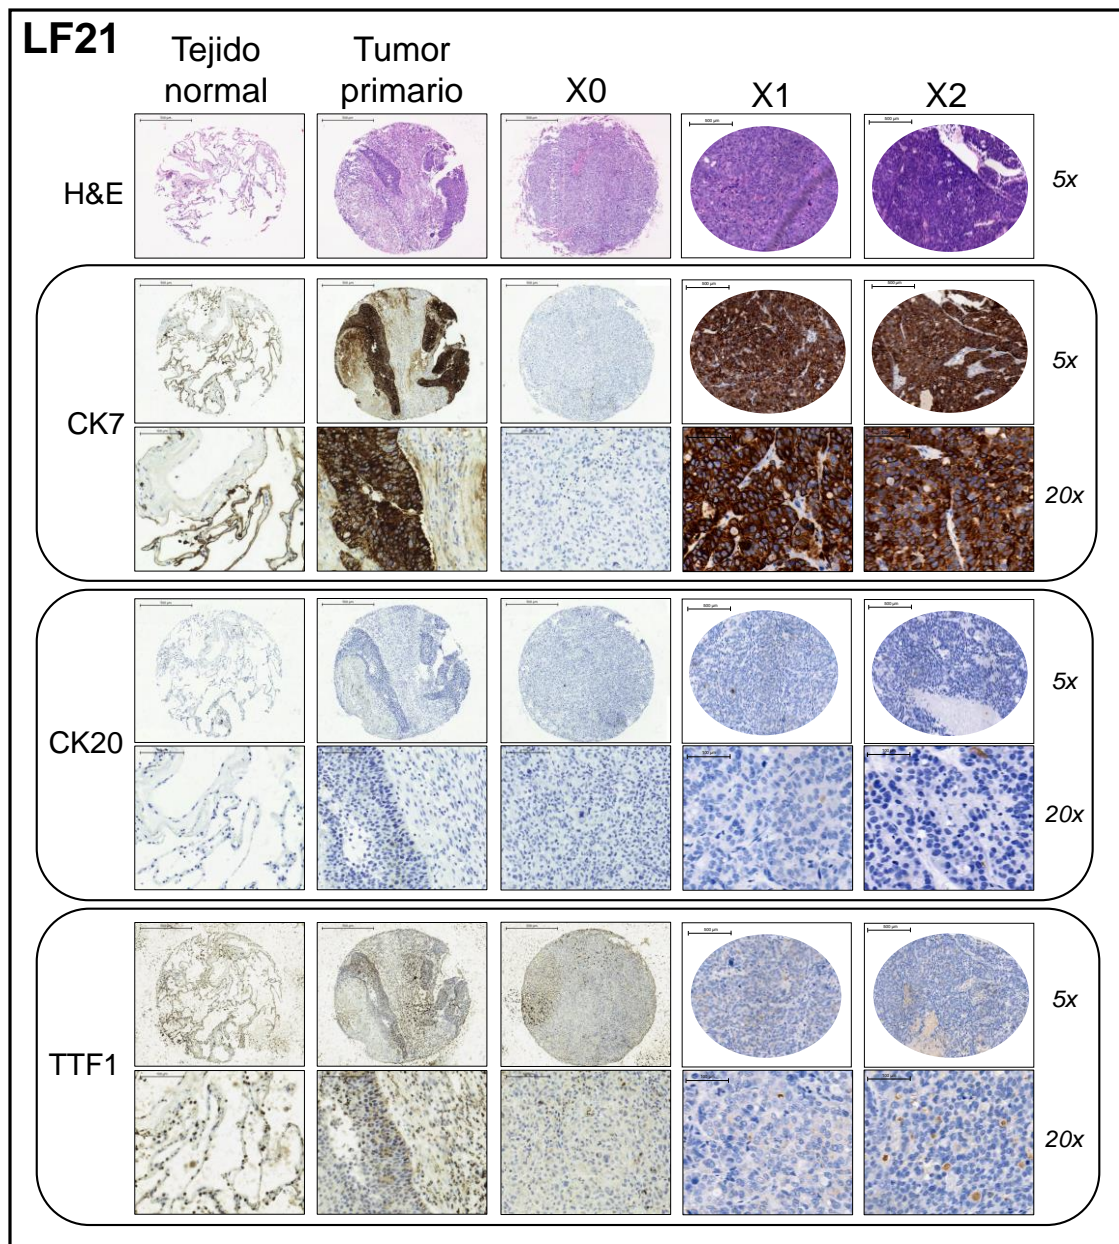 LF21
Tejido normal
Tumor primario
X0
X1
X2
H&E
5x
CK7
5x
20x
CK20
5x
20x
TTF1
5x
20x